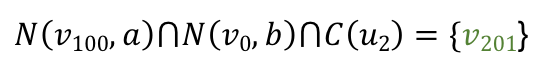 N(v₁₀₀, a)∩N(v₀, b)∩C(u₂) = {v₂₀₁}